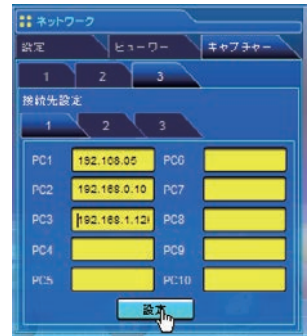 ネットワーク
設定 ビューワー キャプチャー
1 2 3
接続先設定
1 2 3
PC1 192.168.05 PC6
PC2 192.168.0.10 PC7
PC3 192.168.1.12 PC8
PC4 PC9
PC5 PC10
設定